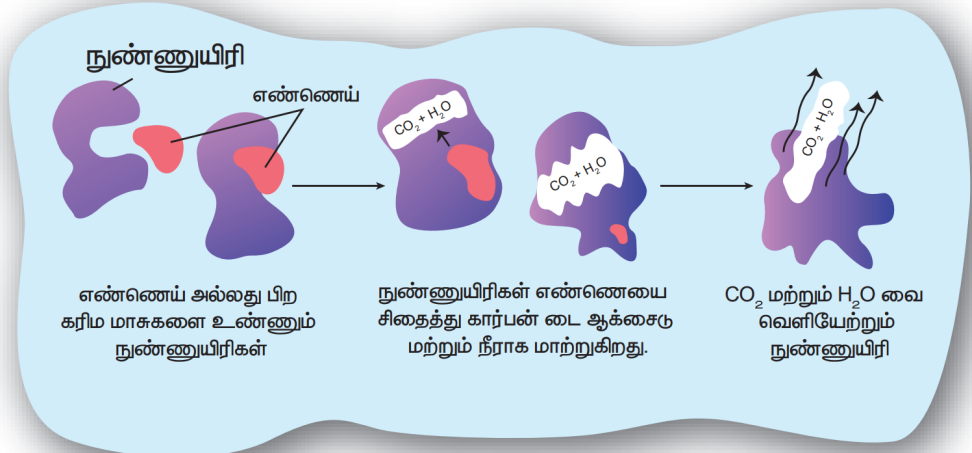 நுண்ணுயிரி
எண்ணெய்
CO₂ + H₂O
CO₂ + H₂O
CO₂ + H₂O
எண்ணெய் அல்லது பிற
கரிம மாசுகளை உண்ணும்
நுண்ணுயிரிகள்
நுண்ணுயிரிகள் எண்ணெயை
சிதைத்து கார்பன் டை ஆக்சைடு
மற்றும் நீராக மாற்றுகிறது.
CO₂ மற்றும் H₂O வை
வெளியேற்றும்
நுண்ணுயிரி